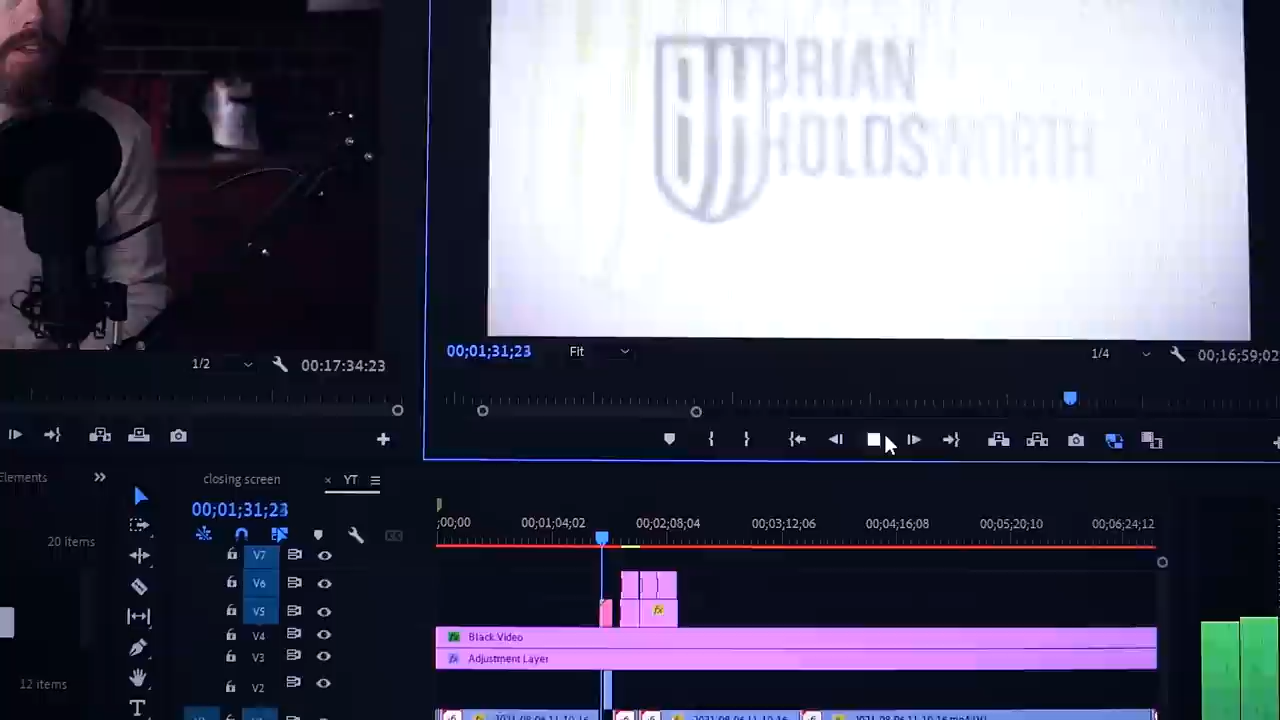 BRIAN
HOLDSWORTH
00;01;31;23
Fit
1/4
00;16;59;02
1/2
00:17:34:23
Elements
closing screen
× YT
00;01;31;23
20 items
;00;00
00;01;04;02
00;02;08;04
00;03;12;06
00;04;16;08
00;05;20;10
00;06;24;12
V7
V6
V5
fx
V4
fx Black Video
V3
fx Adjustment Layer
12 items
V2
T